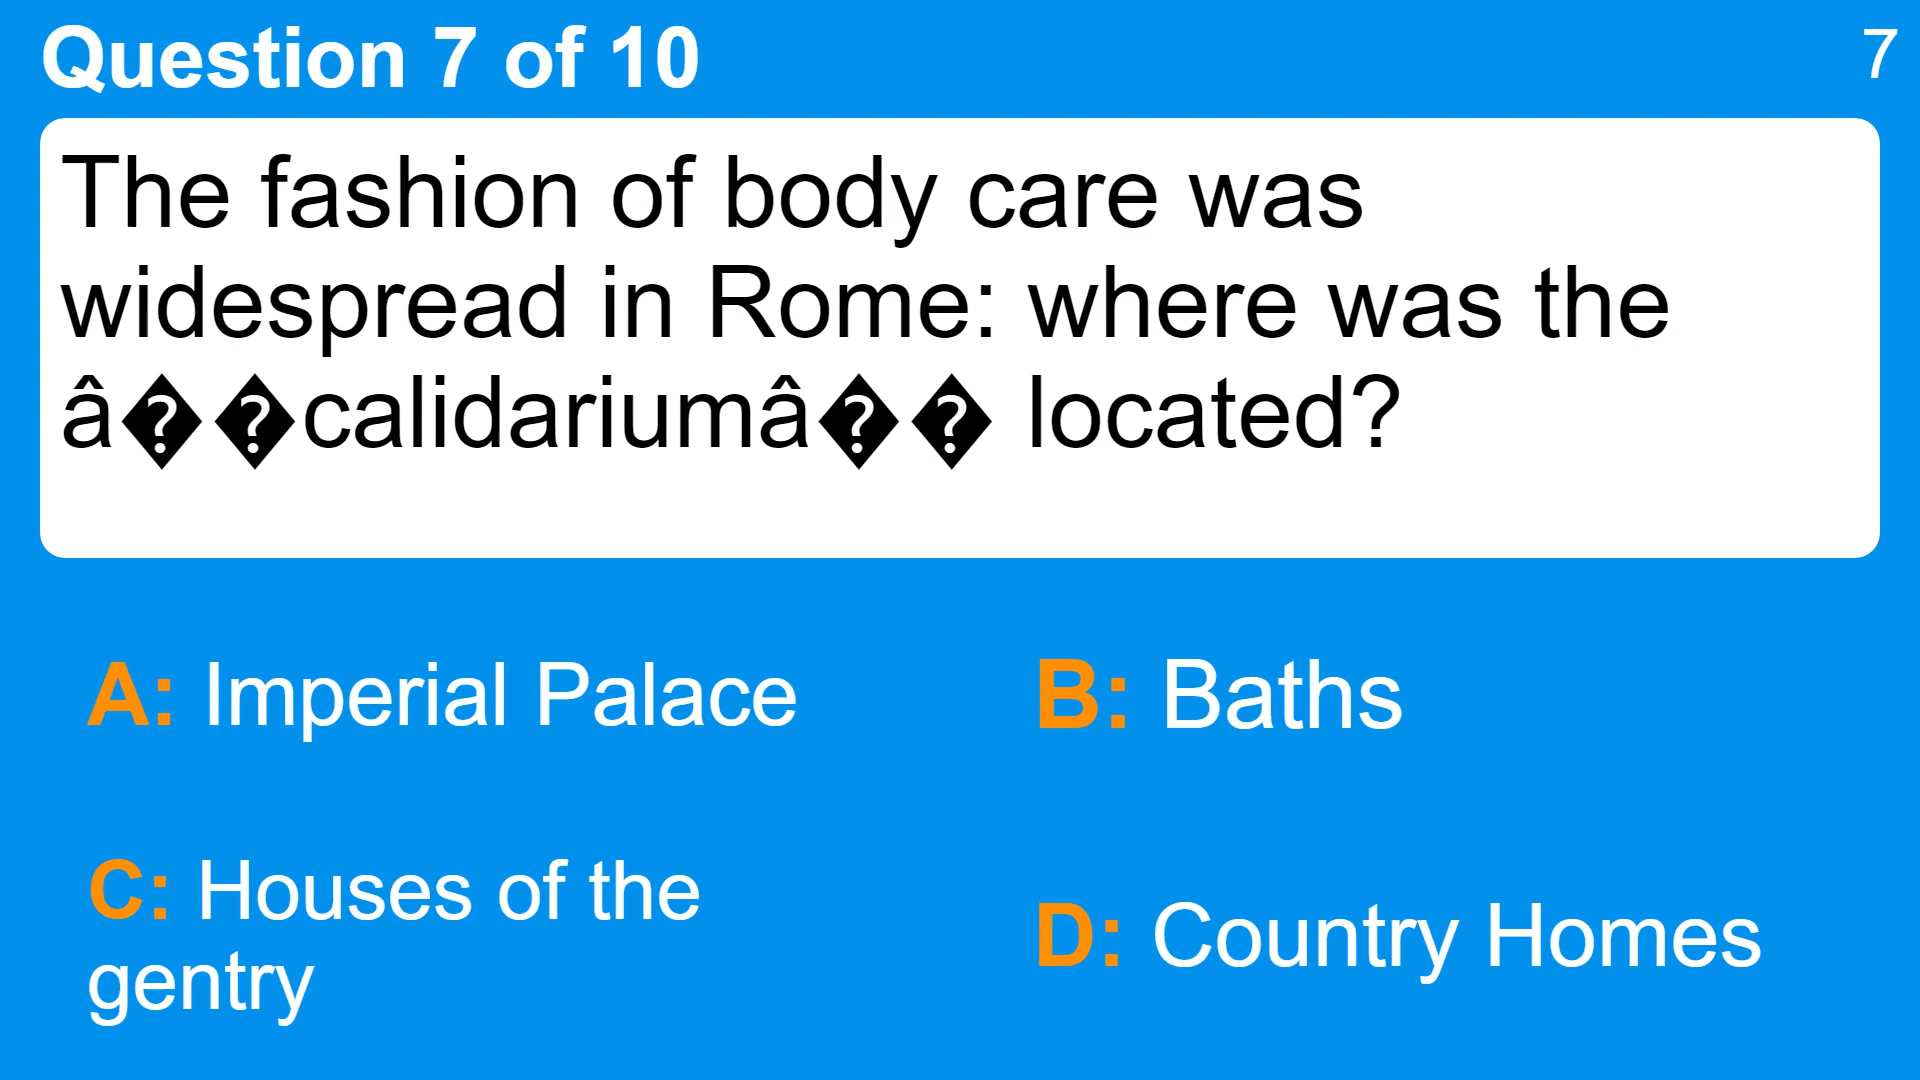 Question 7 of 10
7
The fashion of body care was
widespread in Rome: where was the
â��calidariumâ�� located?
A: Imperial Palace
B: Baths
C: Houses of the
gentry
D: Country Homes